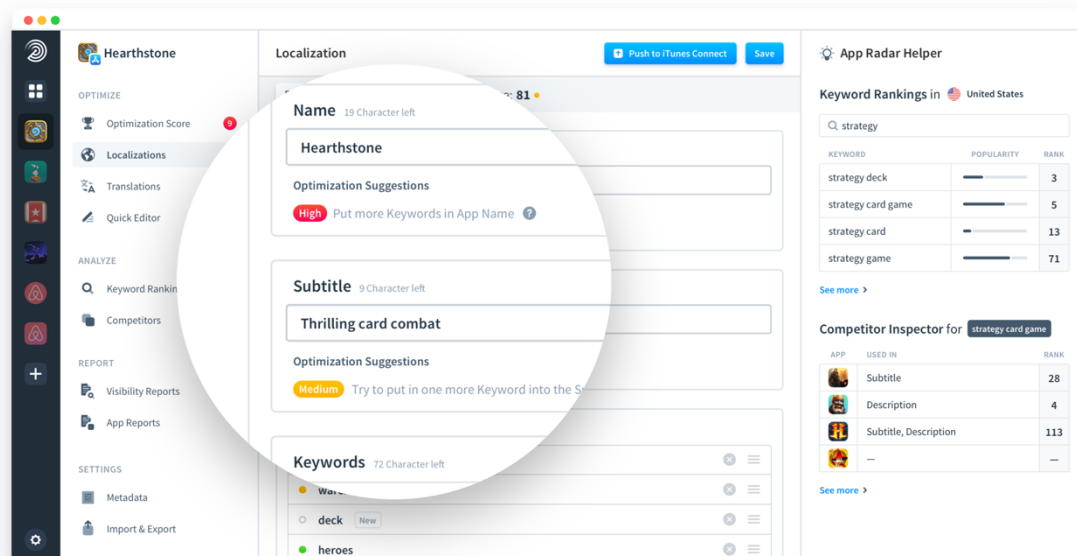 Hearthstone
OPTIMIZE
Optimization Score 9
Localizations
Translations
Quick Editor
ANALYZE
Competitors
REPORT
Visibility Reports
App Reports
SETTINGS
Metadata
Import & Export
Localization
Push to iTunes Connect
Save
81
Name 19 Character left
Hearthstone
Optimization Suggestions
High Put more Keywords in App Name ?
Subtitle 9 Character left
Thrilling card combat
Optimization Suggestions
Medium Try to put in one more Keyword into the
Keywords 72 Character left
deck New
heroes
App Radar Helper
Keyword Rankings in United States
strategy
KEYWORD POPULARITY RANK
strategy deck 3
strategy card game 5
strategy card 13
strategy game 71
See more
Competitor Inspector for strategy card game
APP USED IN RANK
Subtitle 28
Description 4
Subtitle, Description 113
— —
See more